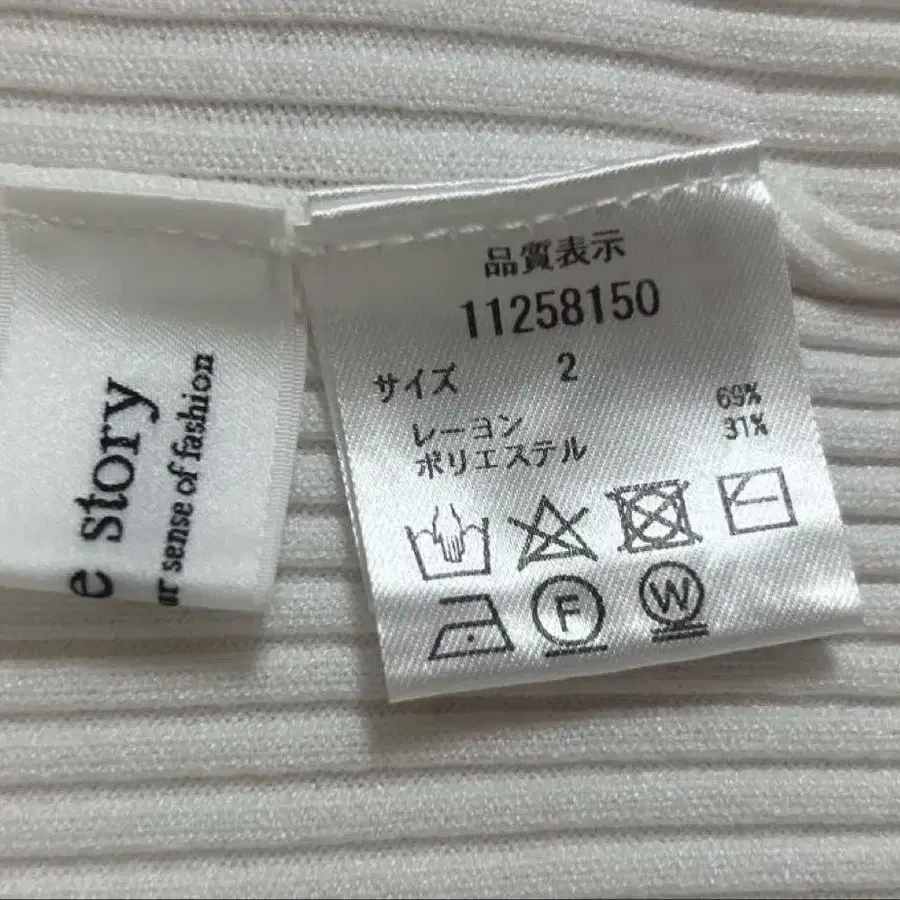 e story
ar sense of fashion
品質表示
11258150
サイズ 2
レーヨン 69%
ポリエステル 31%
F W